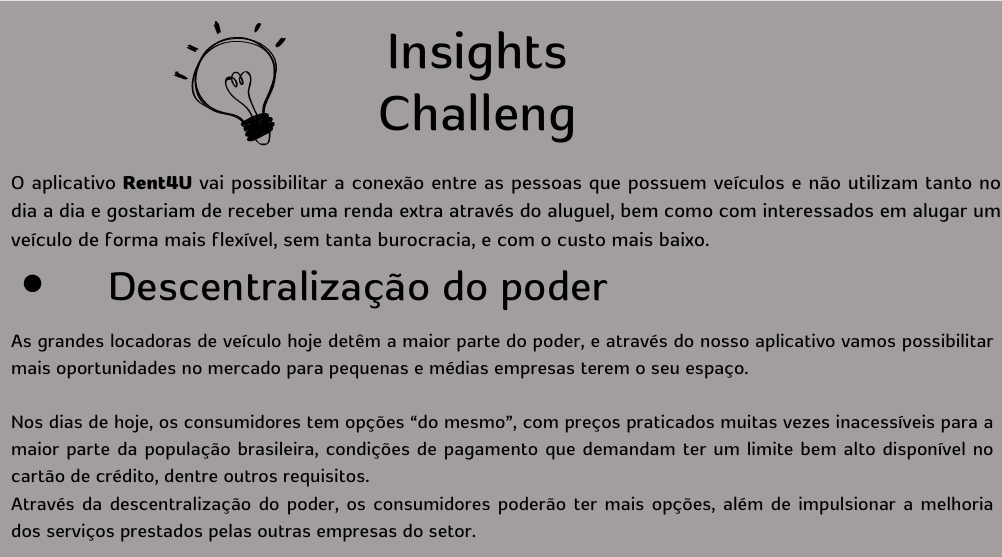 Insights
Challeng
O aplicativo Rent4U vai possibilitar a conexão entre as pessoas que possuem veículos e não utilizam tanto no
dia a dia e gostariam de receber uma renda extra através do aluguel, bem como com interessados em alugar um
veículo de forma mais flexível, sem tanta burocracia, e com o custo mais baixo.
● Descentralização do poder
As grandes locadoras de veículo hoje detêm a maior parte do poder, e através do nosso aplicativo vamos possibilitar
mais oportunidades no mercado para pequenas e médias empresas terem o seu espaço.
Nos dias de hoje, os consumidores tem opções “do mesmo”, com preços praticados muitas vezes inacessíveis para a
maior parte da população brasileira, condições de pagamento que demandam ter um limite bem alto disponível no
cartão de crédito, dentre outros requisitos.
Através da descentralização do poder, os consumidores poderão ter mais opções, além de impulsionar a melhoria
dos serviços prestados pelas outras empresas do setor.